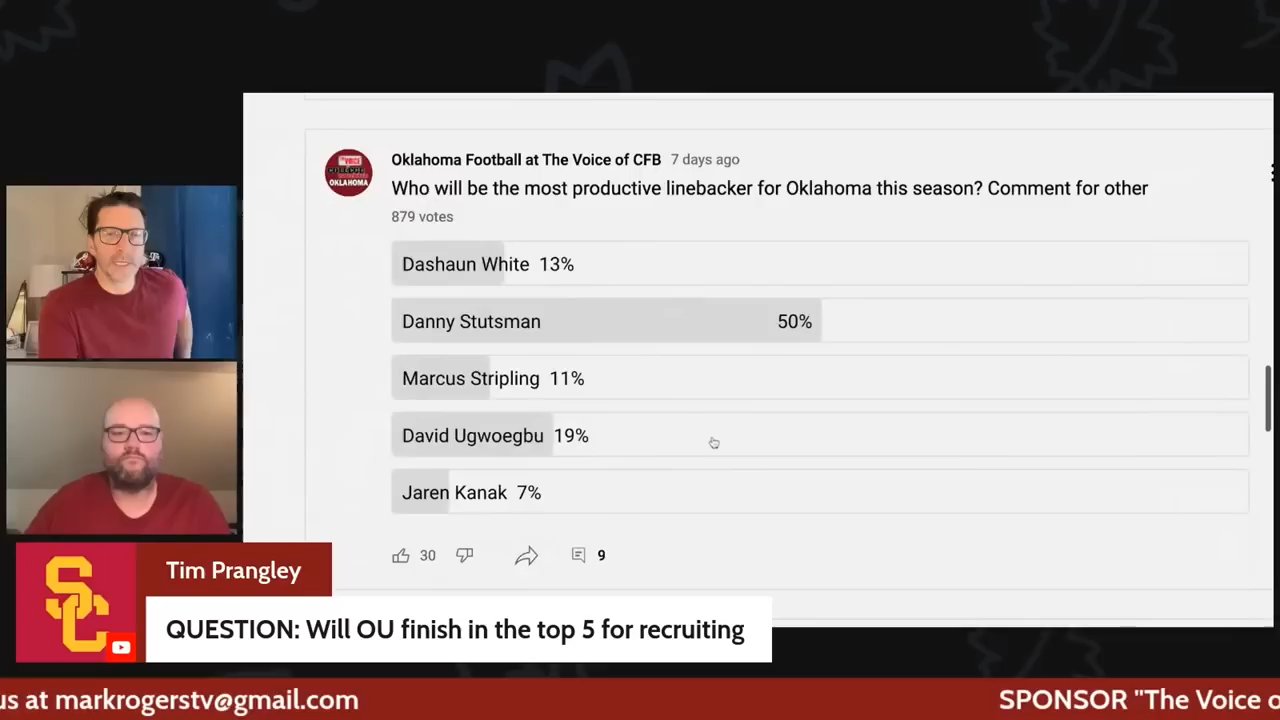 Oklahoma Football at The Voice of CFB 7 days ago
Who will be the most productive linebacker for Oklahoma this season? Comment for other
879 votes
Dashaun White 13%
Danny Stutsman 50%
Marcus Stripling 11%
David Ugwoegbu 19%
Jaren Kanak 7%
30 9
SC
Tim Prangley
QUESTION: Will OU finish in the top 5 for recruiting
us at markrogerstv@gmail.com SPONSOR "The Voice o